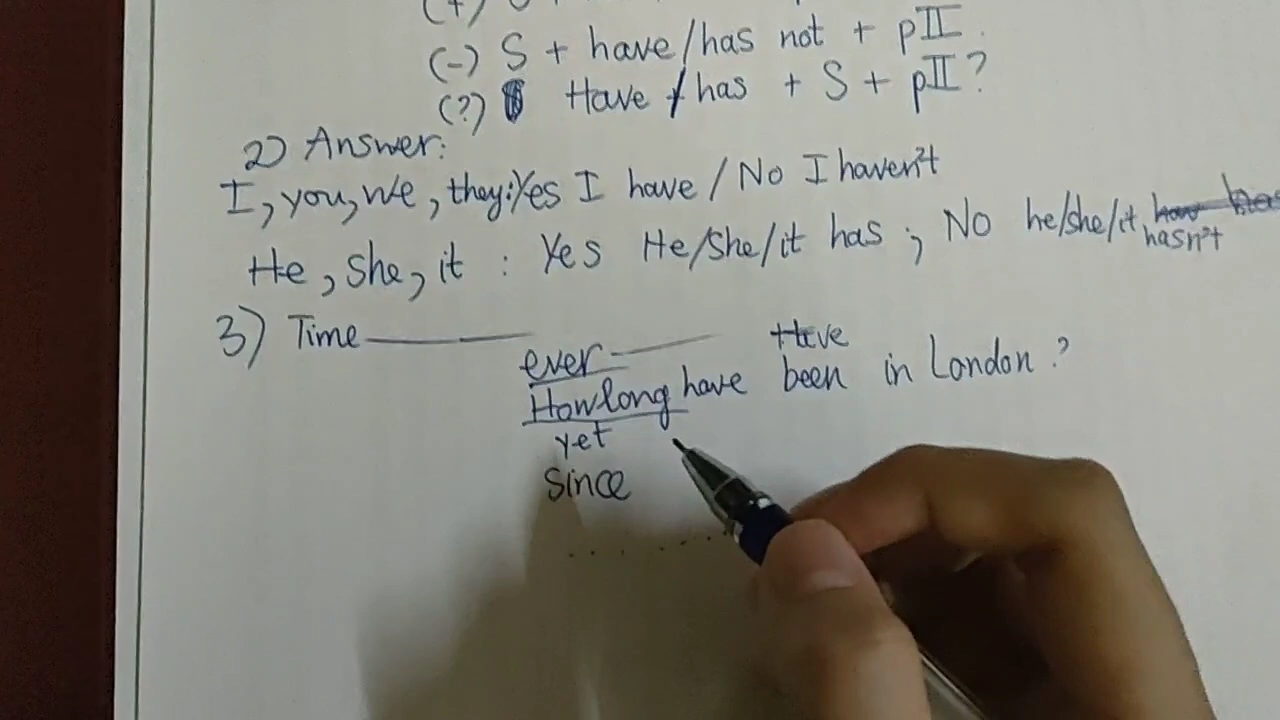 (+)
(-) S + have/has not + pII.
(?) Have / has + S + pII?
2) Answer:
I, you, we, they: Yes I have / No I haven't
He, she, it : Yes He/she/it has ; No he/she/it hasn't
3) Time
ever Have
How long have been in London?
yet
since